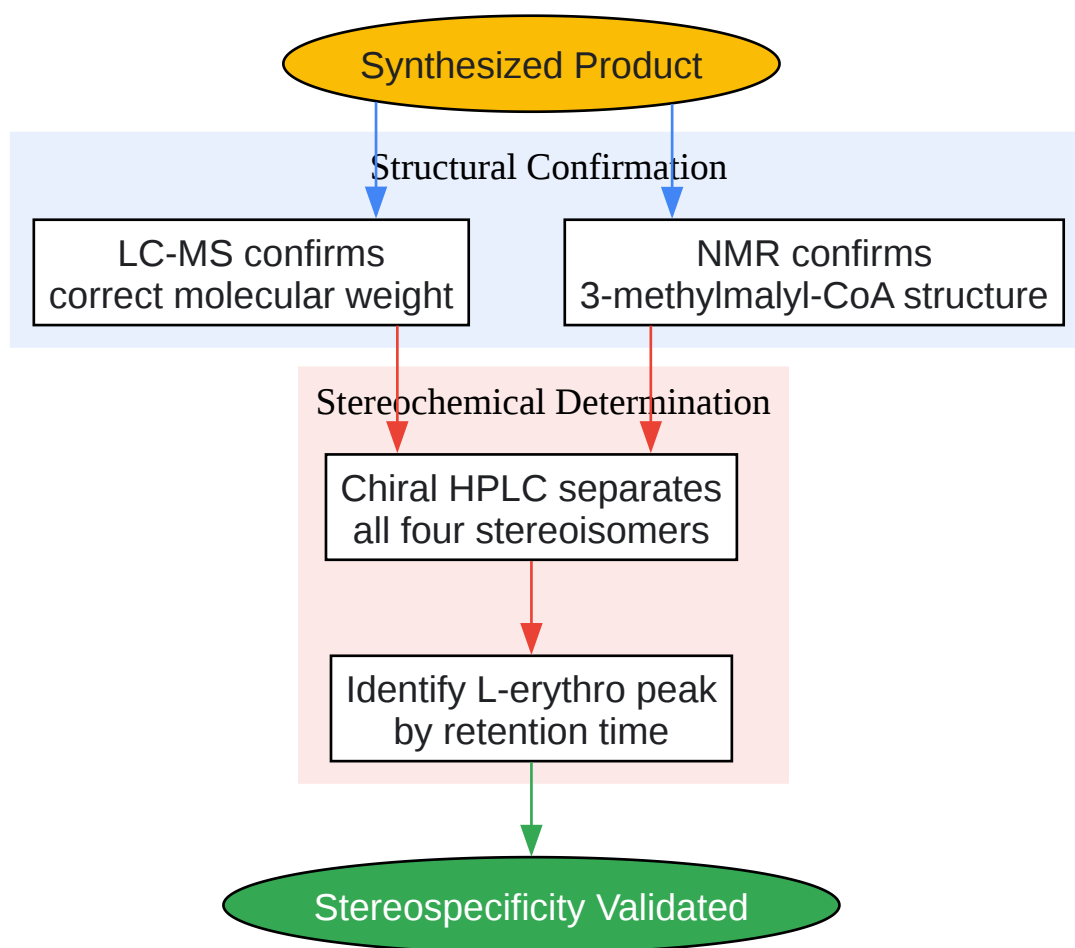 Synthesized Product
Structural Confirmation
LC-MS confirms
correct molecular weight
NMR confirms
3-methylmalyl-CoA structure
Stereochemical Determination
Chiral HPLC separates
all four stereoisomers
Identify L-erythro peak
by retention time
Stereospecificity Validated